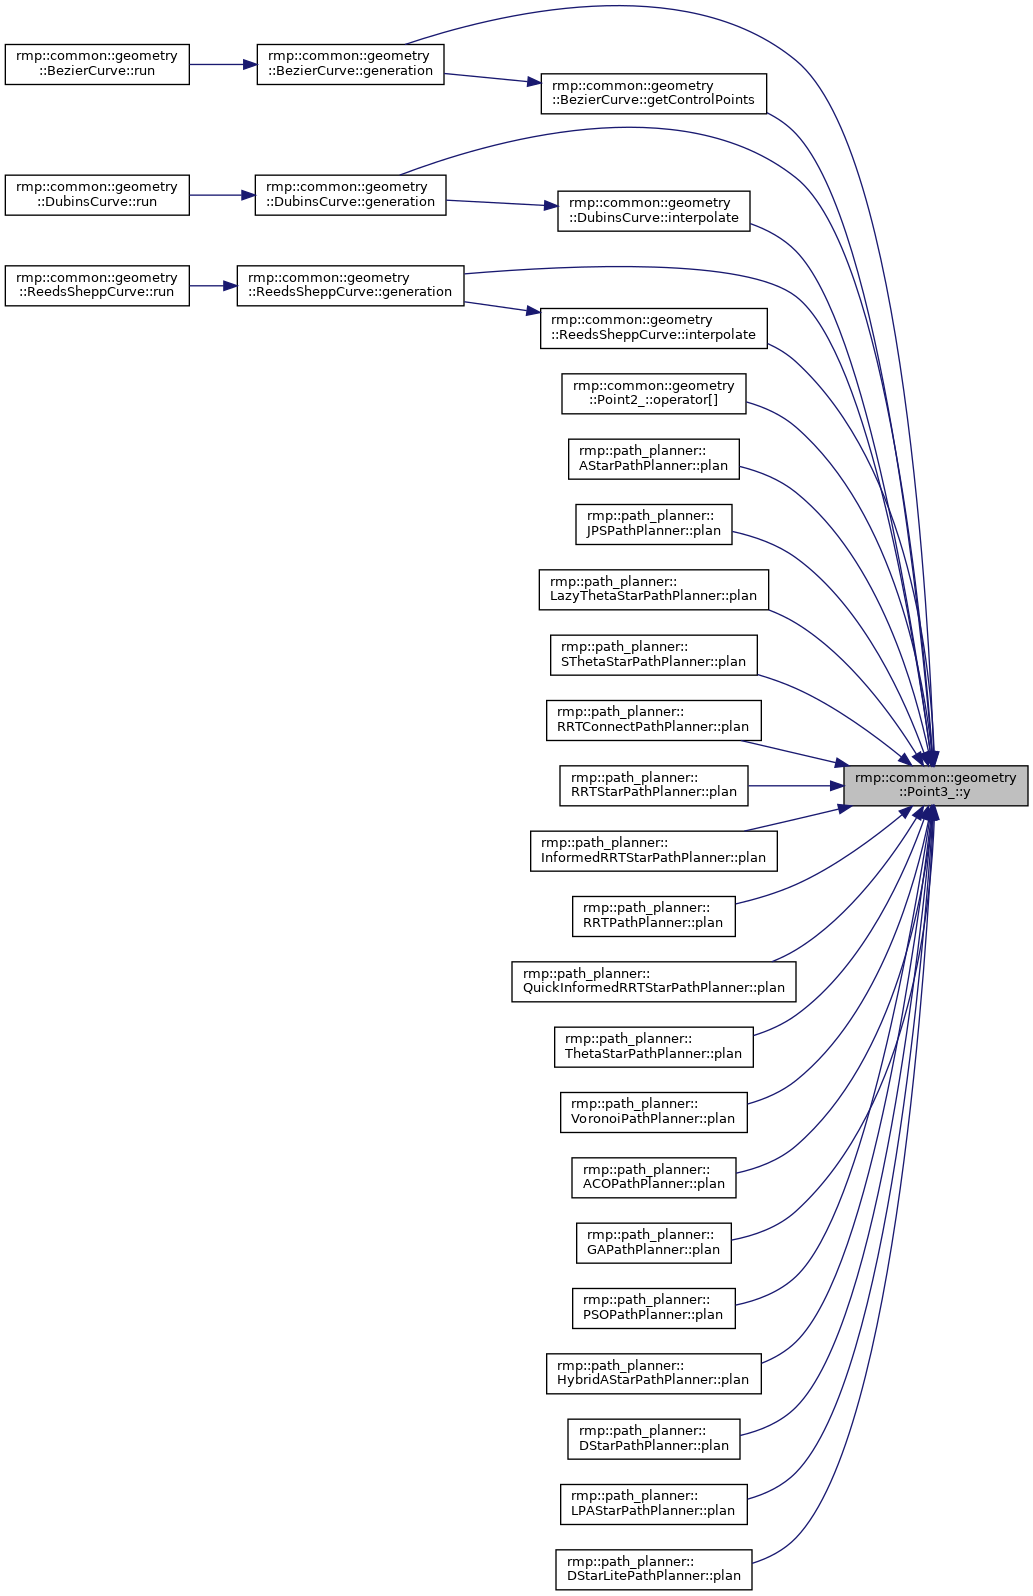 rmp::common::geometry
::BezierCurve::run
rmp::common::geometry
::BezierCurve::generation
rmp::common::geometry
::BezierCurve::getControlPoints
rmp::common::geometry
::DubinsCurve::run
rmp::common::geometry
::DubinsCurve::generation
rmp::common::geometry
::DubinsCurve::interpolate
rmp::common::geometry
::ReedsSheppCurve::run
rmp::common::geometry
::ReedsSheppCurve::generation
rmp::common::geometry
::ReedsSheppCurve::interpolate
rmp::common::geometry
::Point2_::operator[]
rmp::path_planner::
AStarPathPlanner::plan
rmp::path_planner::
JPSPathPlanner::plan
rmp::path_planner::
LazyThetaStarPathPlanner::plan
rmp::path_planner::
SThetaStarPathPlanner::plan
rmp::path_planner::
RRTConnectPathPlanner::plan
rmp::path_planner::
RRTStarPathPlanner::plan
rmp::common::geometry
::Point3_::y
rmp::path_planner::
InformedRRTStarPathPlanner::plan
rmp::path_planner::
RRTPathPlanner::plan
rmp::path_planner::
QuickInformedRRTStarPathPlanner::plan
rmp::path_planner::
ThetaStarPathPlanner::plan
rmp::path_planner::
VoronoiPathPlanner::plan
rmp::path_planner::
ACOPathPlanner::plan
rmp::path_planner::
GAPathPlanner::plan
rmp::path_planner::
PSOPathPlanner::plan
rmp::path_planner::
HybridAStarPathPlanner::plan
rmp::path_planner::
DStarPathPlanner::plan
rmp::path_planner::
LPAStarPathPlanner::plan
rmp::path_planner::
DStarLitePathPlanner::plan